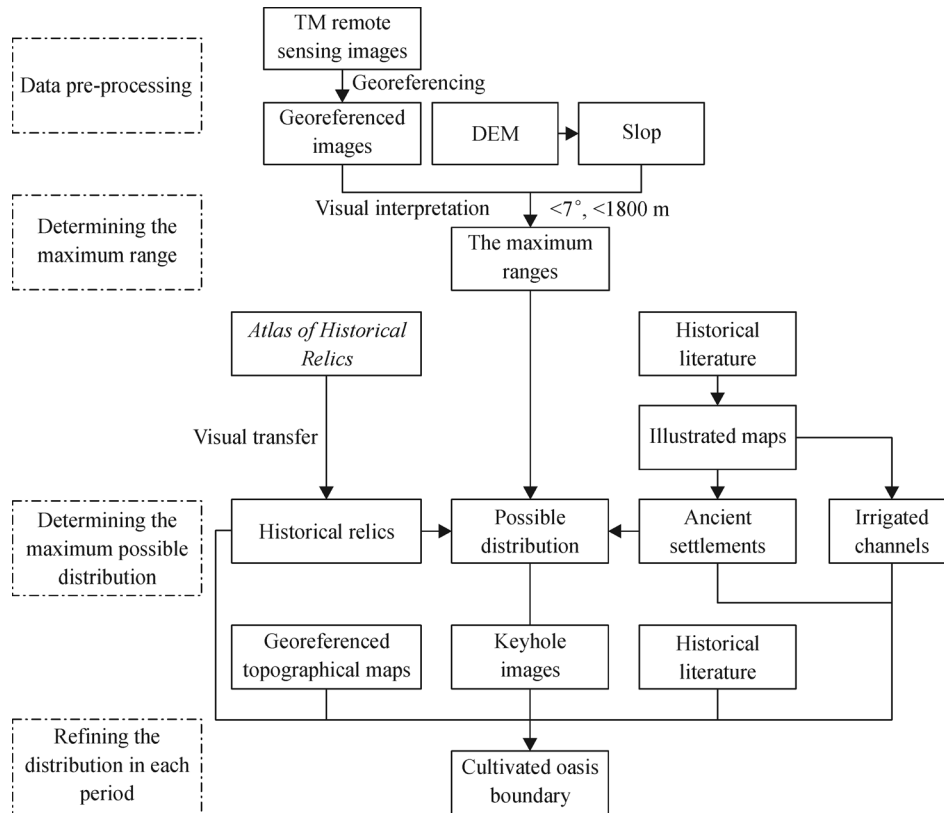 TM remote
sensing images
Data pre-processing
Georeferencing
Georeferenced
images
DEM
Slop
Visual interpretation
<7°, <1800 m
Determining the
maximum range
The maximum
ranges
Atlas of Historical
Relics
Historical
literature
Visual transfer
Illustrated maps
Determining the
maximum possible
distribution
Historical relics
Possible
distribution
Ancient
settlements
Irrigated
channels
Georeferenced
topographical maps
Keyhole
images
Historical
literature
Refining the
distribution in each
period
Cultivated oasis
boundary